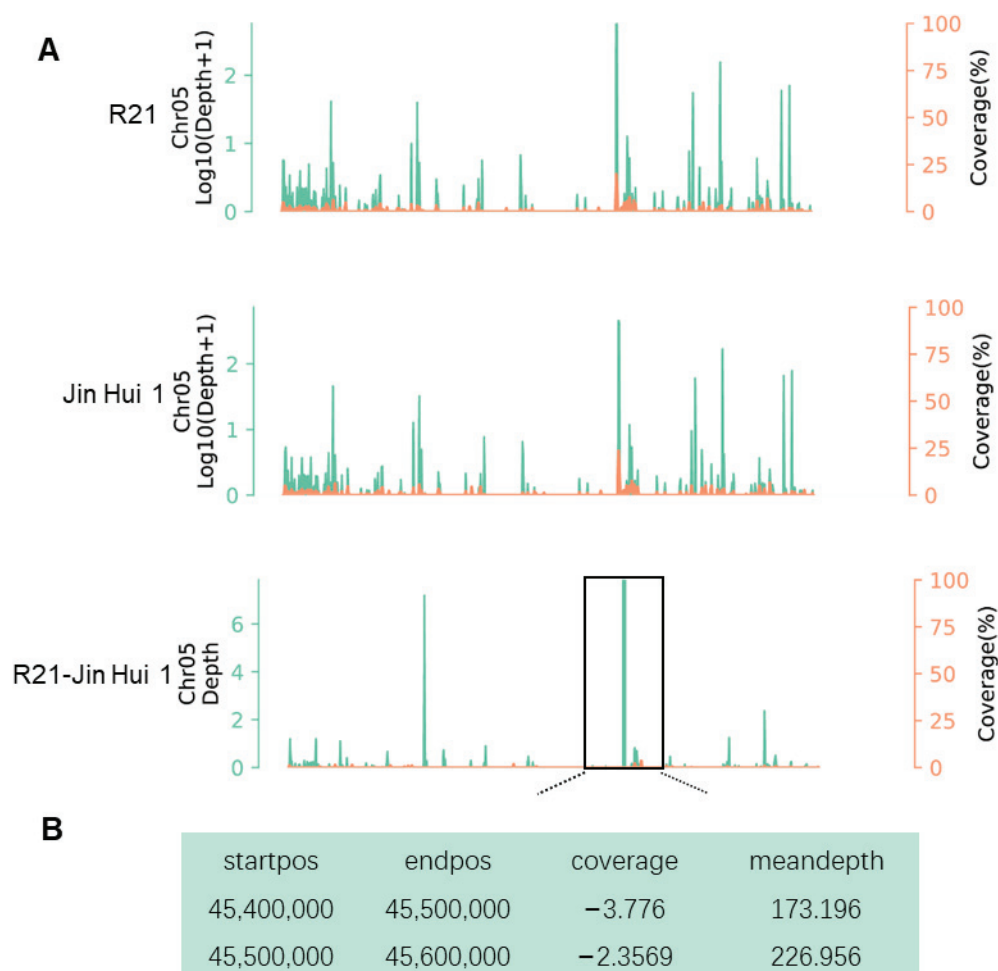 A
R21
Chr05
Log10(Depth+1)
2
1
0
100
75
50
25
0
Coverage(%)
Jin Hui 1
Chr05
Log10(Depth+1)
2
1
0
100
75
50
25
0
Coverage(%)
R21-Jin Hui 1
Chr05
Depth
6
4
2
0
100
75
50
25
0
Coverage(%)
B
startpos endpos coverage meandepth
45,400,000 45,500,000 −3.776 173.196
45,500,000 45,600,000 −2.3569 226.956